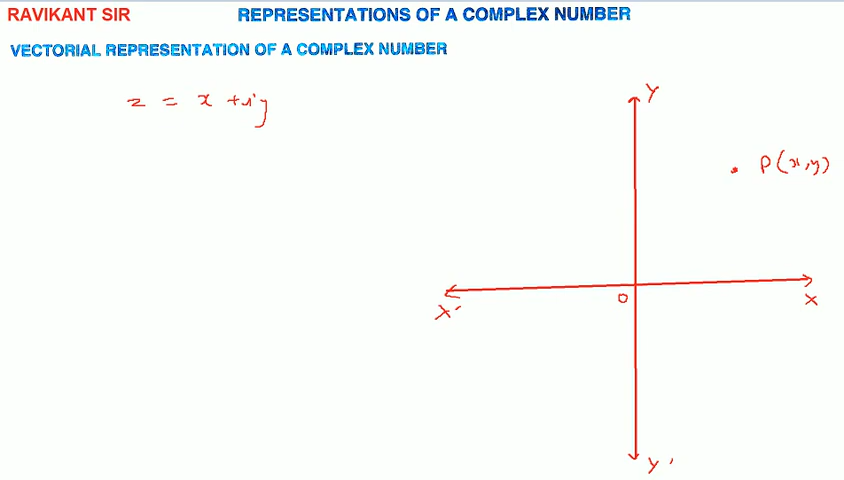 RAVIKANT SIR
REPRESENTATIONS OF A COMPLEX NUMBER
VECTORIAL REPRESENTATION OF A COMPLEX NUMBER
z = x + iy
Y
P(x,y)
O
X
X'
Y'